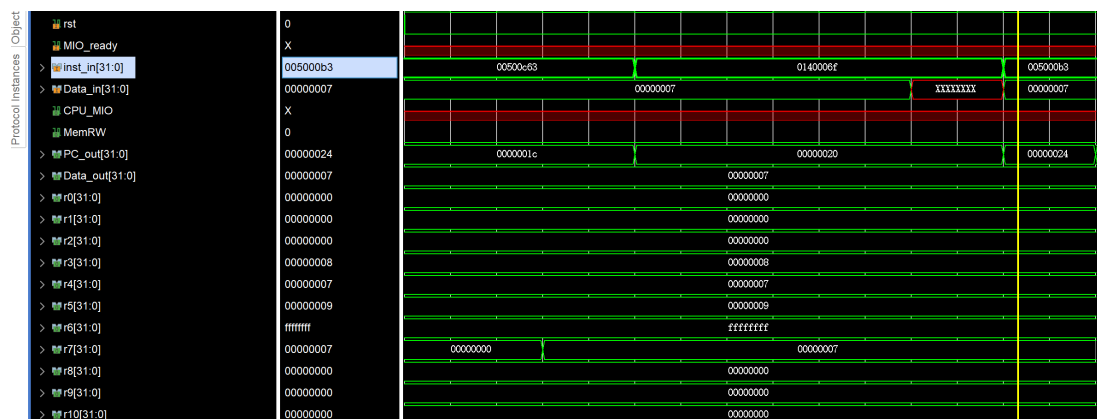 Object
Protocol Instances
rst 0
MIO_ready X
inst_in[31:0] 005000b3 00500c63 0140006f 005000b3
Data_in[31:0] 00000007 00000007 XXXXXXXX 00000007
CPU_MIO X
MemRW 0
PC_out[31:0] 00000024 0000001c 00000020 00000024
Data_out[31:0] 00000007 00000007
r0[31:0] 00000000 00000000
r1[31:0] 00000000 00000000
r2[31:0] 00000000 00000000
r3[31:0] 00000008 00000008
r4[31:0] 00000007 00000007
r5[31:0] 00000009 00000009
r6[31:0] ffffffff ffffffff
r7[31:0] 00000007 00000000 00000007
r8[31:0] 00000000 00000000
r9[31:0] 00000000 00000000
r10[31:0] 00000000 00000000